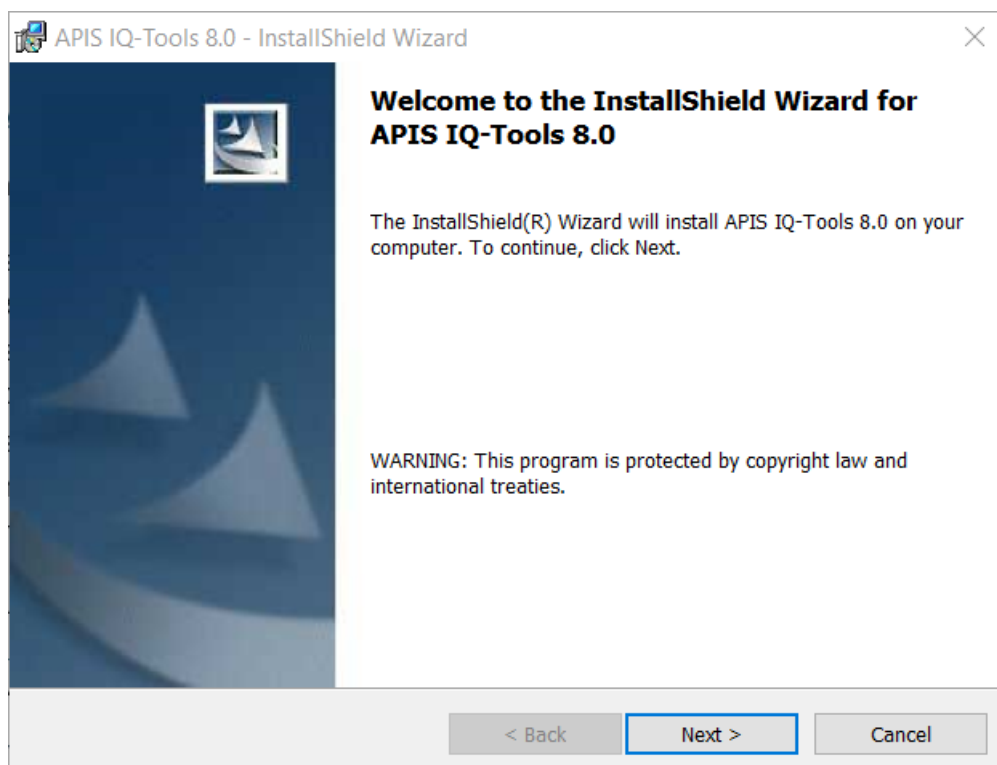 APIS IQ-Tools 8.0 - InstallShield Wizard
Welcome to the InstallShield Wizard for
APIS IQ-Tools 8.0
The InstallShield(R) Wizard will install APIS IQ-Tools 8.0 on your
computer. To continue, click Next.
WARNING: This program is protected by copyright law and
international treaties.
< Back
Next >
Cancel